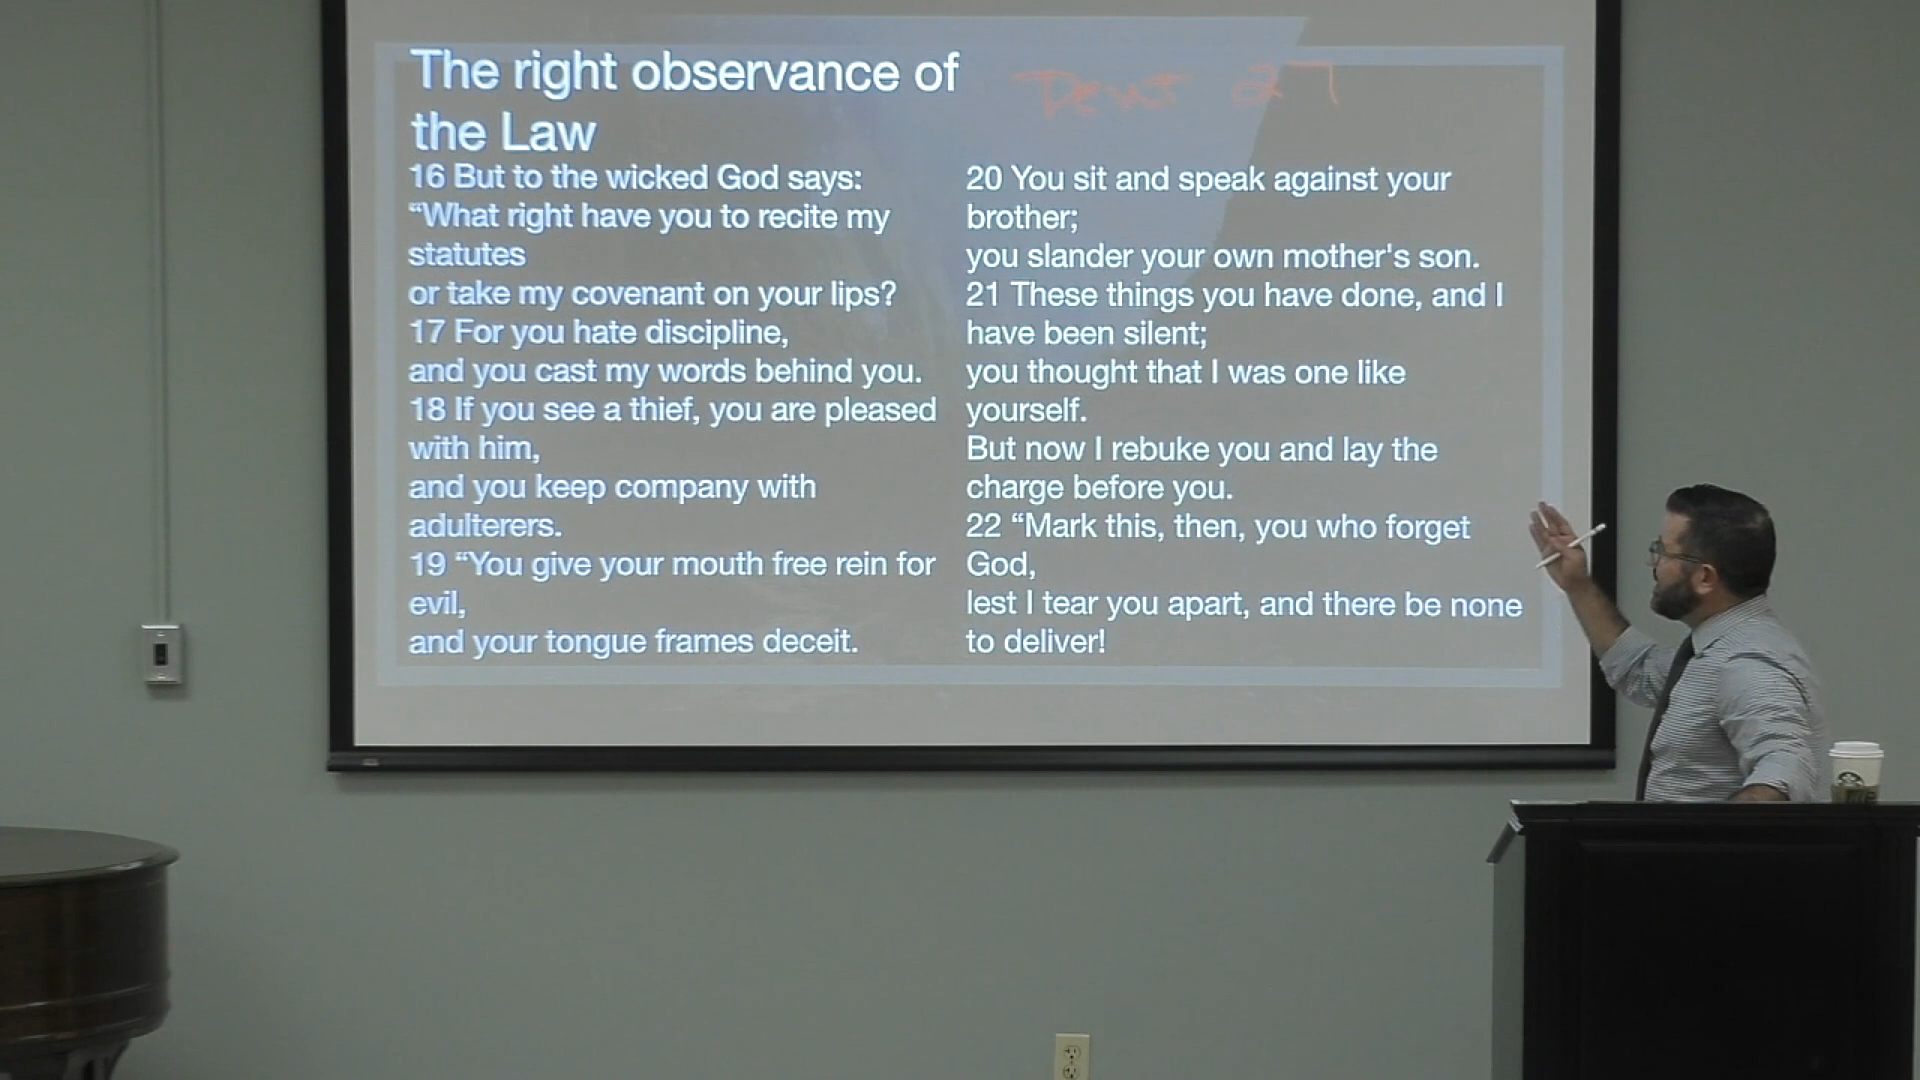 The right observance of
the Law
Deut 27
16 But to the wicked God says:
“What right have you to recite my
statutes
or take my covenant on your lips?
17 For you hate discipline,
and you cast my words behind you.
18 If you see a thief, you are pleased
with him,
and you keep company with
adulterers.
19 “You give your mouth free rein for
evil,
and your tongue frames deceit.
20 You sit and speak against your
brother;
you slander your own mother's son.
21 These things you have done, and I
have been silent;
you thought that I was one like
yourself.
But now I rebuke you and lay the
charge before you.
22 “Mark this, then, you who forget
God,
lest I tear you apart, and there be none
to deliver!